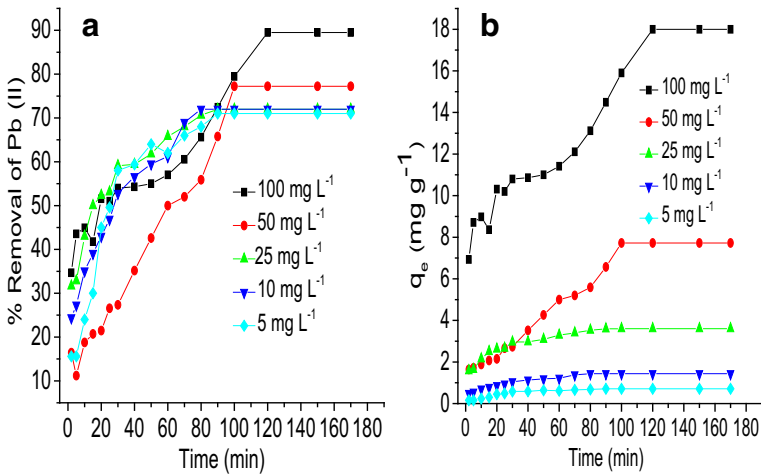 a
% Removal of Pb (II)
90
80
70
60
50
40
30
20
10
100 mg L⁻¹
50 mg L⁻¹
25 mg L⁻¹
10 mg L⁻¹
5 mg L⁻¹
0 20 40 60 80 100 120 140 160 180
Time (min)
b
qₑ (mg g⁻¹)
18
16
14
12
10
8
6
4
2
0
100 mg L⁻¹
50 mg L⁻¹
25 mg L⁻¹
10 mg L⁻¹
5 mg L⁻¹
0 20 40 60 80 100 120 140 160 180
Time (min)